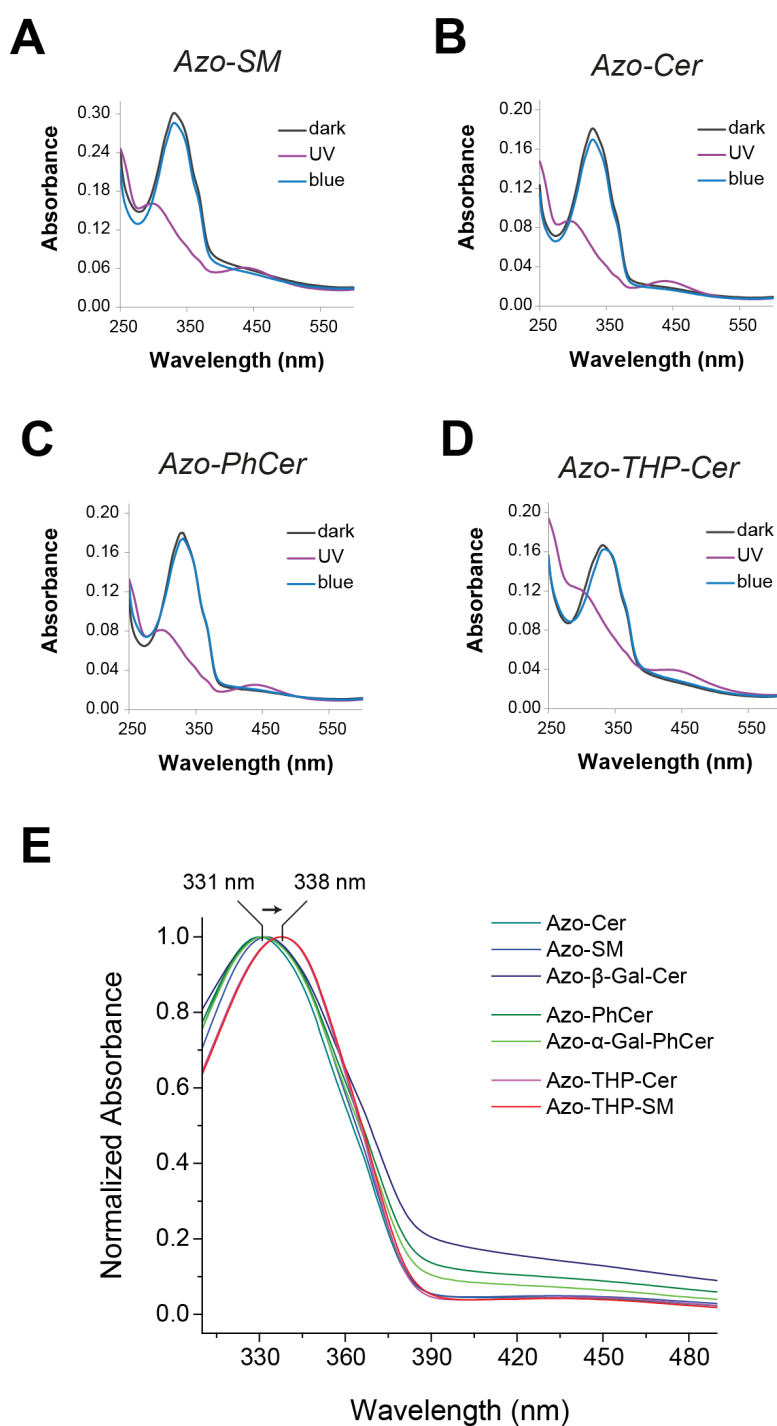 A
Azo-SM
Absorbance
0.30
0.24
0.18
0.12
0.06
0.00
250
350
450
550
Wavelength (nm)
dark
UV
blue
B
Azo-Cer
Absorbance
0.20
0.16
0.12
0.08
0.04
0.00
250
350
450
550
Wavelength (nm)
dark
UV
blue
C
Azo-PhCer
Absorbance
0.20
0.16
0.12
0.08
0.04
0.00
250
350
450
550
Wavelength (nm)
dark
UV
blue
D
Azo-THP-Cer
Absorbance
0.20
0.16
0.12
0.08
0.04
0.00
250
350
450
550
Wavelength (nm)
dark
UV
blue
E
331 nm
338 nm
Normalized Absorbance
1.0
0.8
0.6
0.4
0.2
0.0
330
360
390
420
450
480
Wavelength (nm)
Azo-Cer
Azo-SM
Azo-β-Gal-Cer
Azo-PhCer
Azo-α-Gal-PhCer
Azo-THP-Cer
Azo-THP-SM